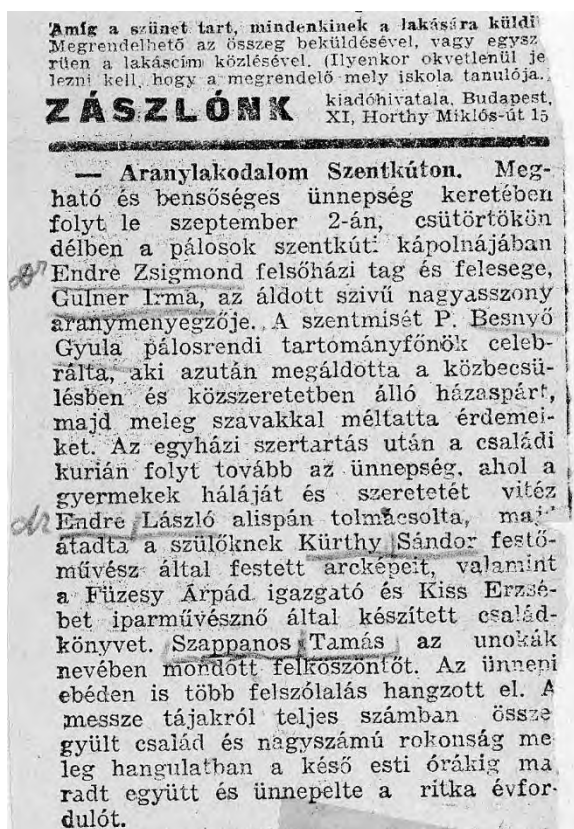 Amíg a szünet tart, mindenkinek a lakására küldi
Megrendelhető az összeg beküldésével, vagy egysz
rűen a lakáscím közlésével. (Ilyenkor okvetlenül je
lezni kell, hogy a megrendelő mely iskola tanulója.
ZÁSZLÓNK kiadóhivatala, Budapest,
XI, Horthy Miklós-út 15
— Aranylakodalom Szentkúton. Meg-
ható és bensőséges ünnepség keretében
folyt le szeptember 2-án, csütörtökön
délben a pálosok szentkúti kápolnájában
dr Endre Zsigmond felsőházi tag és felesége,
Gulner Irma, az áldott szivű nagyasszony
aranymenyegzője. A szentmisét P. Besnyő
Gyula pálosrendi tartományfőnök celeb-
rálta, aki azután megáldotta a közbecsü-
lésben és közszeretetben álló házaspárt,
majd meleg szavakkal méltatta érdemei-
ket. Az egyházi szertartás után a családi
kurián folyt tovább az ünnepség, ahol a
gyermekek háláját és szeretetét vitéz
dr Endre László alispán tolmácsolta, maj
átadta a szülőknek Kürthy Sándor festő-
művész által festett arcképeit, valamint
a Füzesy Árpád igazgató és Kiss Erzsé-
bet iparművésznő által készített család-
könyvet. Szappanos Tamás az unokák
nevében mondott felköszöntőt. Az ünnepi
ebéden is több felszólalás hangzott el. A
messze tájakról teljes számban össze
gyült család és nagyszámú rokonság me
leg hangulatban a késő esti órákig ma
radt együtt és ünnepelte a ritka évfor-
dulót.